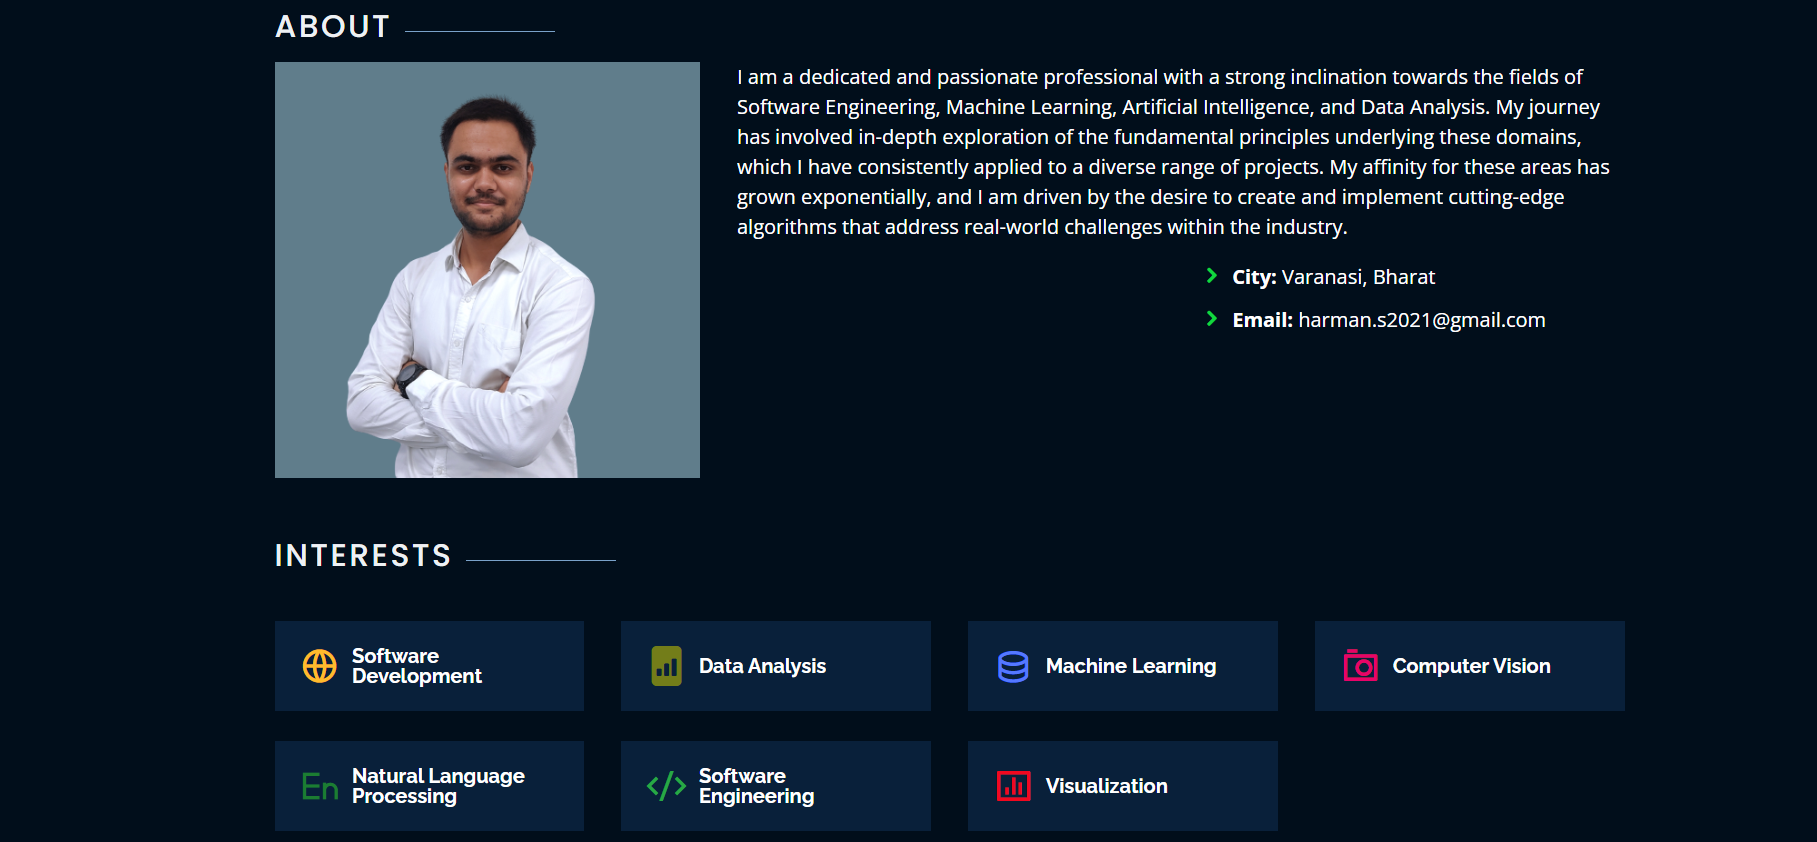 ABOUT
I am a dedicated and passionate professional with a strong inclination towards the fields of
Software Engineering, Machine Learning, Artificial Intelligence, and Data Analysis. My journey
has involved in-depth exploration of the fundamental principles underlying these domains,
which I have consistently applied to a diverse range of projects. My affinity for these areas has
grown exponentially, and I am driven by the desire to create and implement cutting-edge
algorithms that address real-world challenges within the industry.
City: Varanasi, Bharat
Email: harman.s2021@gmail.com
INTERESTS
Software
Development
Data Analysis
Machine Learning
Computer Vision
En
Natural Language
Processing
</>
Software
Engineering
Visualization